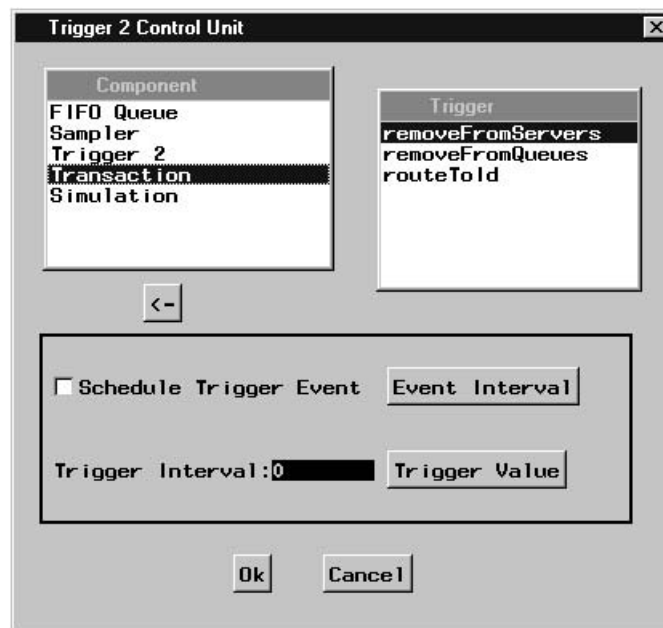 Trigger 2 Control Unit
Component
FIFO Queue
Sampler
Trigger 2
Transaction
Simulation
Trigger
removeFromServers
removeFromQueues
routeToId
<-
Schedule Trigger Event Event Interval
Trigger Interval:0 Trigger Value
Ok Cancel